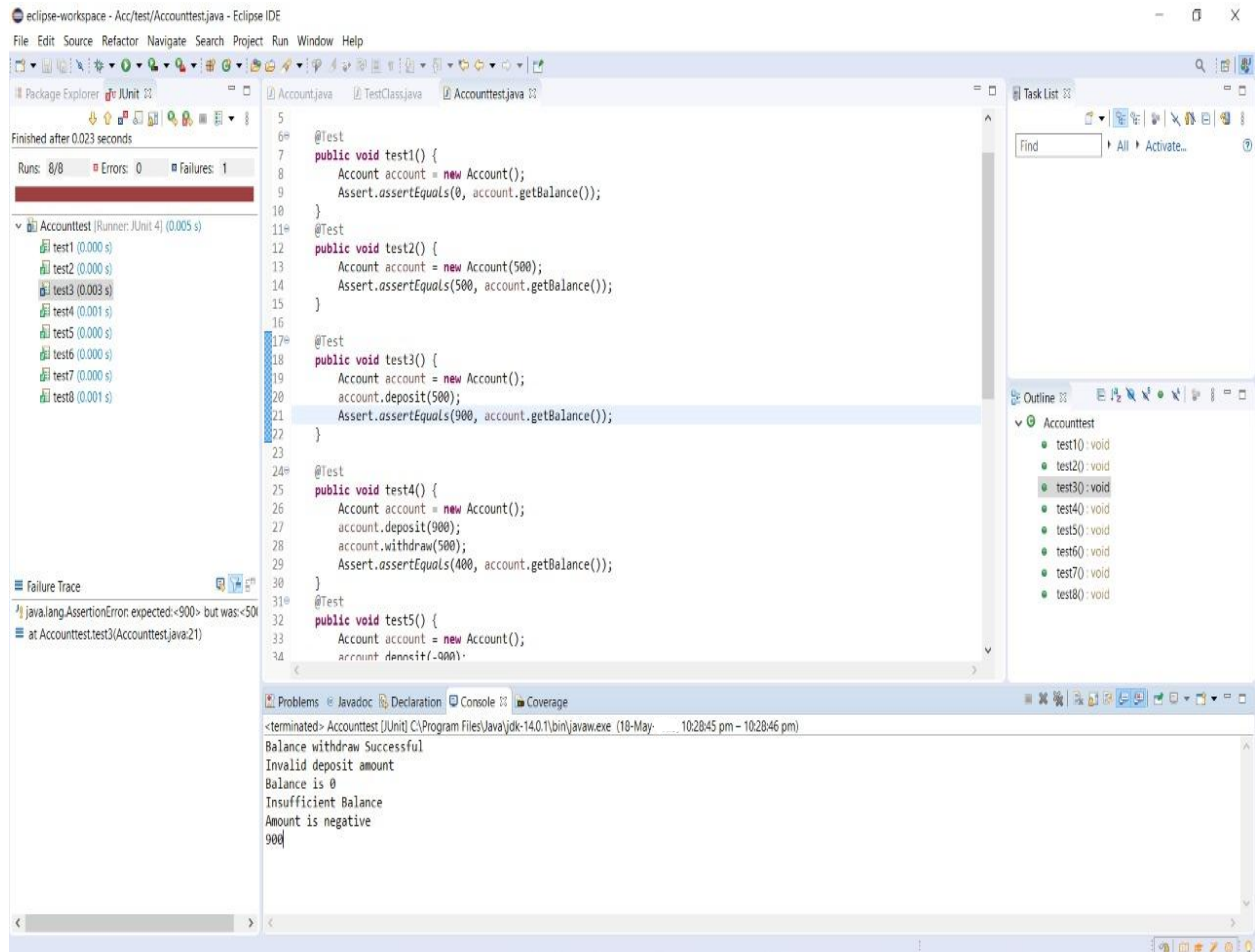 eclipse-workspace - Acc/test/Accounttest.java - Eclipse IDE
File Edit Source Refactor Navigate Search Project Run Window Help
Package Explorer JUnit
Finished after 0.023 seconds
Runs: 8/8 Errors: 0 Failures: 1
Accounttest [Runner: JUnit 4] (0.005 s)
test1 (0.000 s)
test2 (0.000 s)
test3 (0.003 s)
test4 (0.001 s)
test5 (0.000 s)
test6 (0.000 s)
test7 (0.000 s)
test8 (0.001 s)
Failure Trace
java.lang.AssertionError: expected:<900> but was:<50
at Accounttest.test3(Accounttest.java:21)
Account.java TestClass.java Accounttest.java
5
6 @Test
7 public void test1() {
8 Account account = new Account();
9 Assert.assertEquals(0, account.getBalance());
10 }
11 @Test
12 public void test2() {
13 Account account = new Account(500);
14 Assert.assertEquals(500, account.getBalance());
15 }
16
17 @Test
18 public void test3() {
19 Account account = new Account();
20 account.deposit(500);
21 Assert.assertEquals(900, account.getBalance());
22 }
23
24 @Test
25 public void test4() {
26 Account account = new Account();
27 account.deposit(900);
28 account.withdraw(500);
29 Assert.assertEquals(400, account.getBalance());
30 }
31 @Test
32 public void test5() {
33 Account account = new Account();
34 account.deposit(-900);
Task List
Find All Activate...
Outline
Accounttest
test1() : void
test2() : void
test3() : void
test4() : void
test5() : void
test6() : void
test7() : void
test8() : void
Problems Javadoc Declaration Console Coverage
<terminated> Accounttest [JUnit] C:\Program Files\Java\jdk-14.0.1\bin\javaw.exe (18-May- 10:28:45 pm – 10:28:46 pm)
Balance withdraw Successful
Invalid deposit amount
Balance is 0
Insufficient Balance
Amount is negative
900